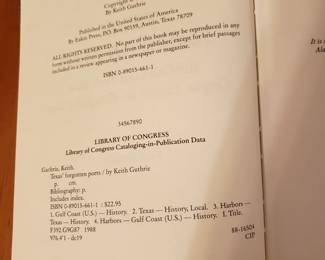 Copyright ©
By Keith Guthrie
Published in the United States of America
By Eakin Press, P.O. Box 90159, Austin, Texas 78709
ALL RIGHTS RESERVED. No part of this book may be reproduced in any
form without written permission from the publisher, except for brief passages
included in a review appearing in a newspaper or magazine.
ISBN 0-89015-661-1
34567890
LIBRARY OF CONGRESS
Library of Congress Cataloging-in-Publication Data
Guthrie, Keith.
Texas' forgotten ports / by Keith Guthrie
p. cm.
Bibliography: p.
Includes index.
ISBN 0-89015-661-1 : $22.95
1. Gulf Coast (U.S.) — History. 2. Texas — History, Local. 3. Harbors —
Texas — History. 4. Harbors — Gulf Coast (U.S.) — History. I. Title.
F392.G9G87 1988
976.4'1 - dc19
88-16504
CIP
It is